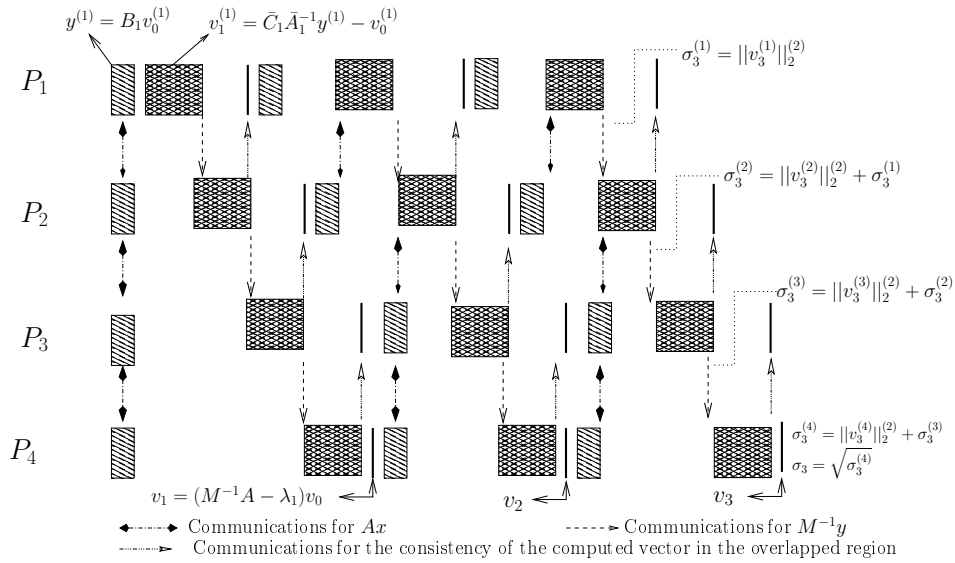 y^{(1)} = B_1 v_0^{(1)}
v_1^{(1)} = \bar{C}_1 \bar{A}_1^{-1} y^{(1)} - v_0^{(1)}
σ_3^{(1)} = ||v_3^{(1)}||_2^{(2)}
P_1
σ_3^{(2)} = ||v_3^{(2)}||_2^{(2)} + σ_3^{(1)}
P_2
σ_3^{(3)} = ||v_3^{(3)}||_2^{(2)} + σ_3^{(2)}
P_3
P_4
σ_3^{(4)} = ||v_3^{(4)}||_2^{(2)} + σ_3^{(3)}
σ_3 = \sqrt{σ_3^{(4)}}
v_1 = (M^{-1}A - λ_1)v_0
v_2
v_3
Communications for Ax
Communications for M^{-1}y
Communications for the consistency of the computed vector in the overlapped region